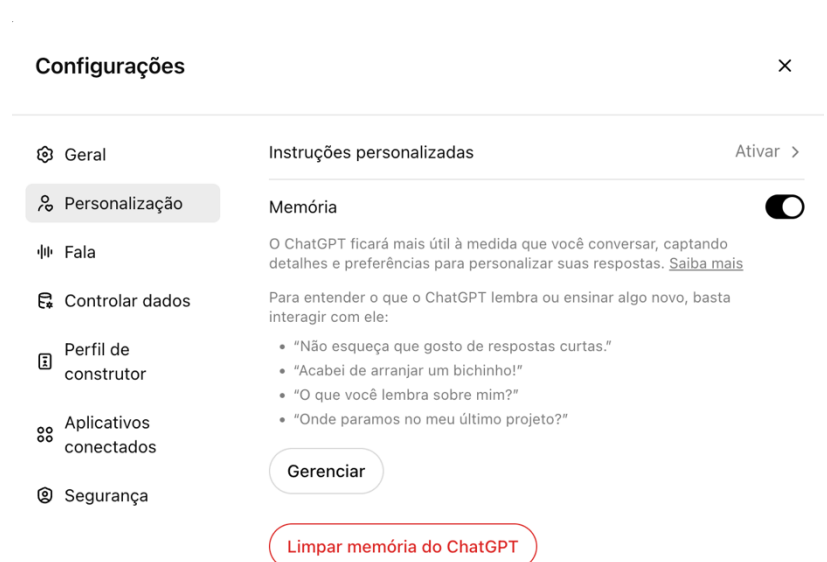 Configurações
Geral
Personalização
Fala
Controlar dados
Perfil de
construtor
Aplicativos
conectados
Segurança
Instruções personalizadas
Ativar
Memória
O ChatGPT ficará mais útil à medida que você conversar, captando
detalhes e preferências para personalizar suas respostas. Saiba mais
Para entender o que o ChatGPT lembra ou ensinar algo novo, basta
interagir com ele:
• “Não esqueça que gosto de respostas curtas.”
• “Acabei de arranjar um bichinho!”
• “O que você lembra sobre mim?”
• “Onde paramos no meu último projeto?”
Gerenciar
Limpar memória do ChatGPT